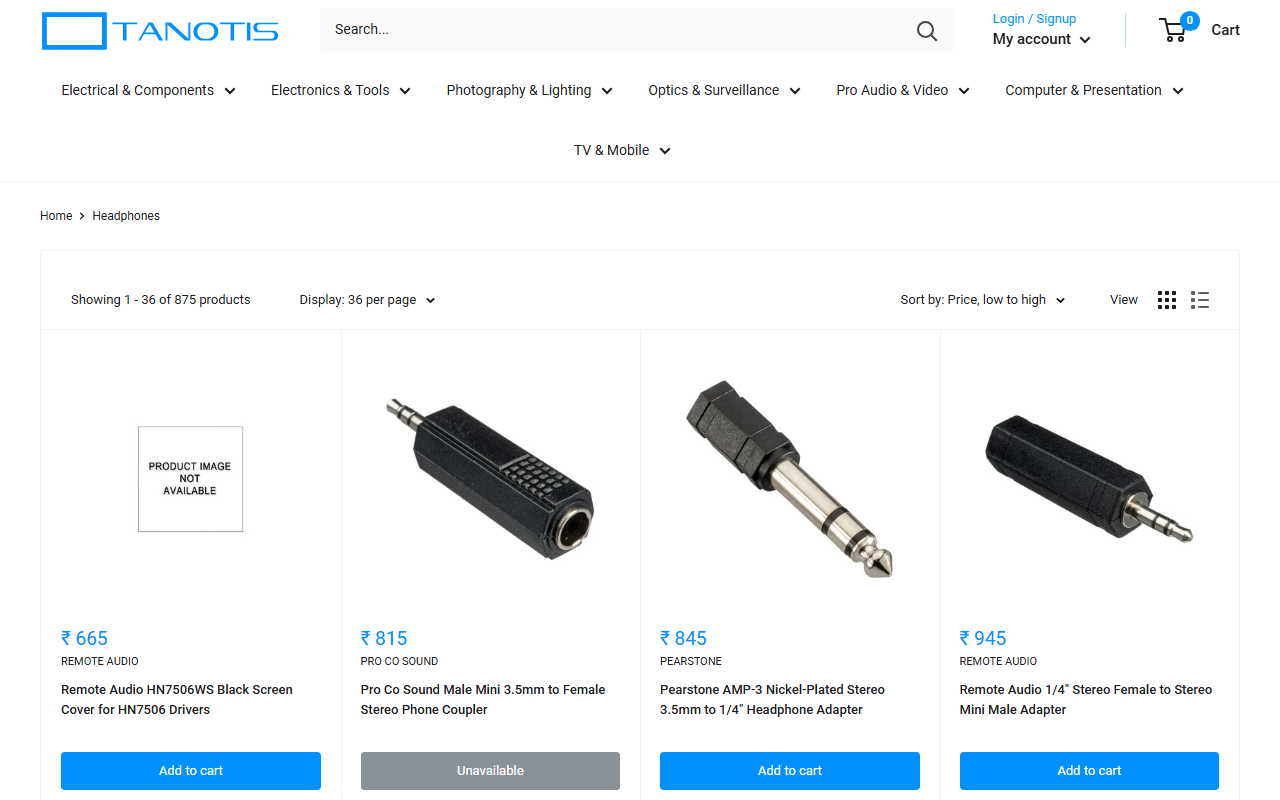 TANOTIS
Search...
Login / Signup
My account
0
Cart
Electrical & Components
Electronics & Tools
Photography & Lighting
Optics & Surveillance
Pro Audio & Video
Computer & Presentation
TV & Mobile
Home
Headphones
Showing 1 - 36 of 875 products
Display: 36 per page
Sort by: Price, low to high
View
PRODUCT IMAGE
NOT
AVAILABLE
₹ 665
REMOTE AUDIO
Remote Audio HN7506WS Black Screen
Cover for HN7506 Drivers
Add to cart
₹ 815
PRO CO SOUND
Pro Co Sound Male Mini 3.5mm to Female
Stereo Phone Coupler
Unavailable
₹ 845
PEARSTONE
Pearstone AMP-3 Nickel-Plated Stereo
3.5mm to 1/4" Headphone Adapter
Add to cart
₹ 945
REMOTE AUDIO
Remote Audio 1/4" Stereo Female to Stereo
Mini Male Adapter
Add to cart